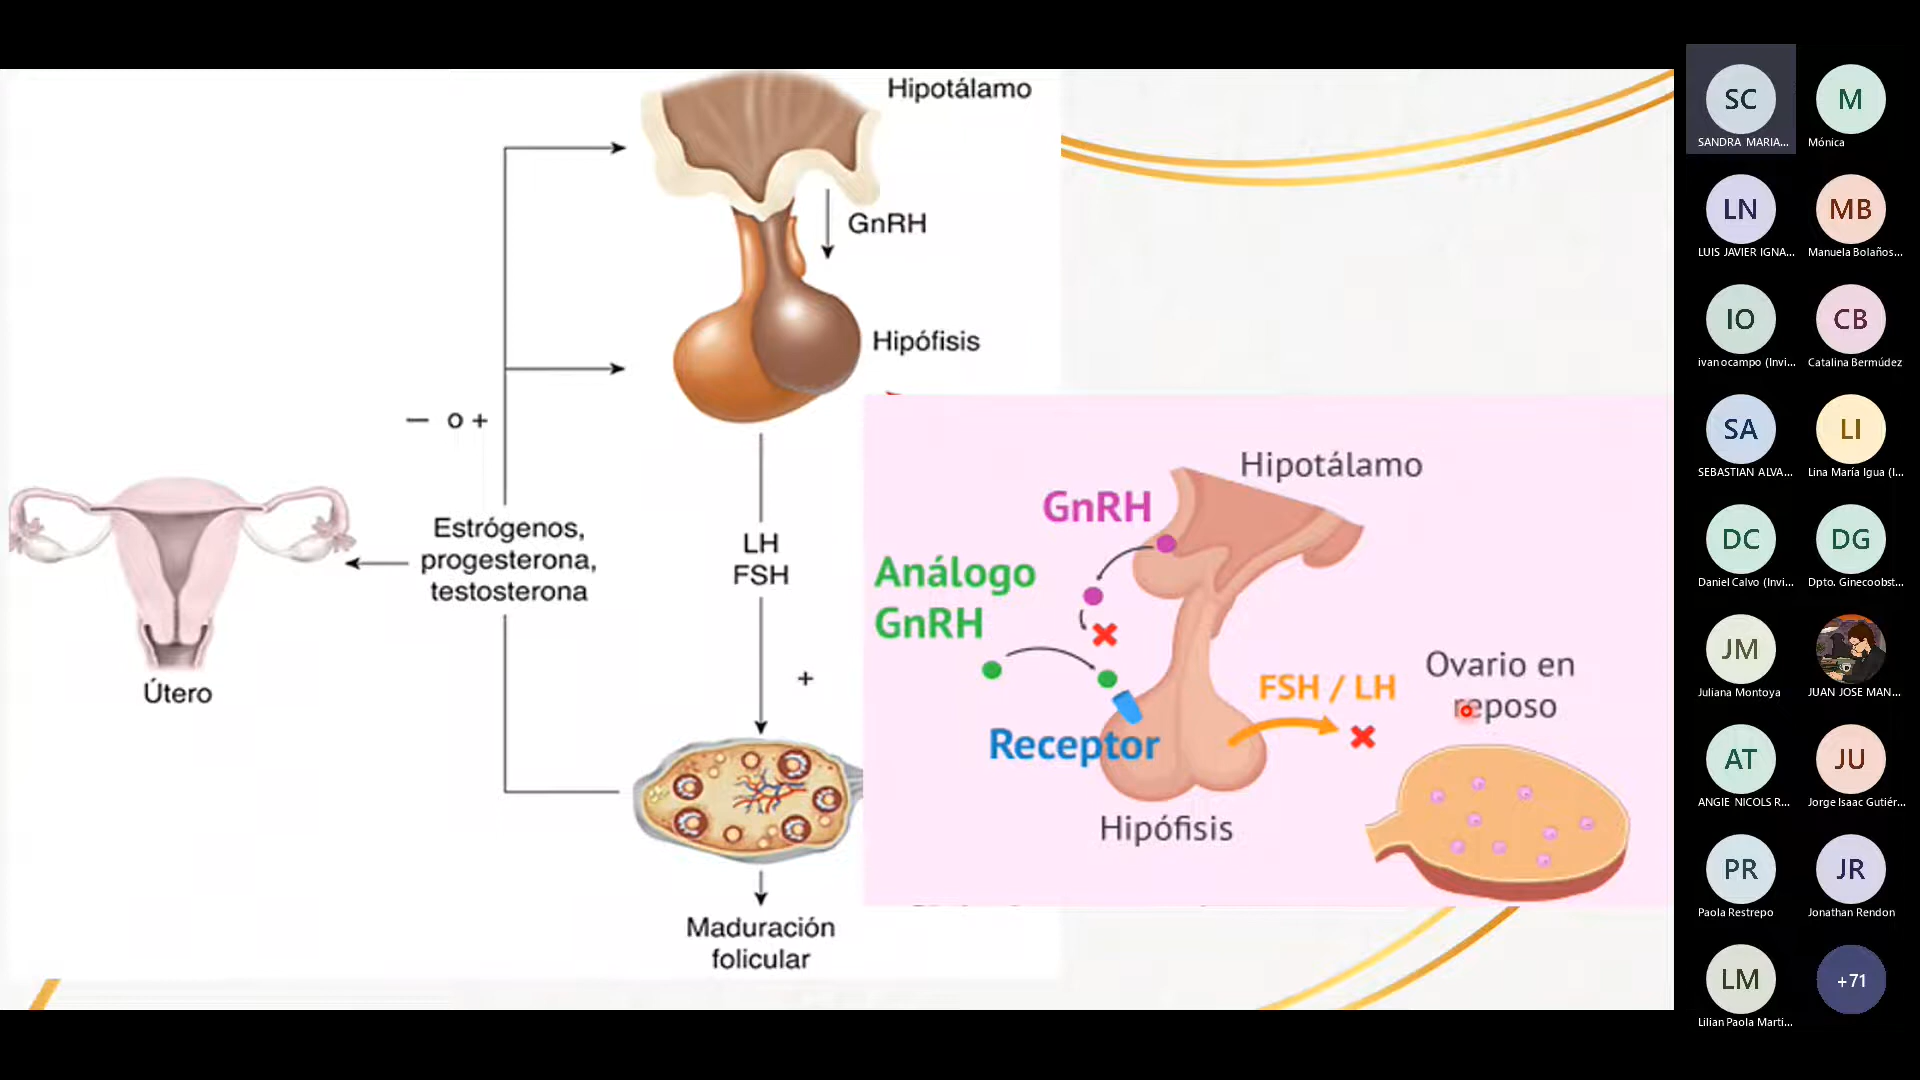 Hipotálamo
GnRH
Hipófisis
− o +
Estrógenos,
progesterona,
testosterona
LH
FSH
+
Útero
Maduración
folicular
Hipotálamo
GnRH
Análogo
GnRH
Receptor
FSH / LH
Ovario en
reposo
Hipófisis
SC
SANDRA MARIA...
M
Mónica
LN
LUIS JAVIER IGNA...
MB
Manuela Bolaños...
IO
ivan ocampo (Invi...
CB
Catalina Bermúdez
SA
SEBASTIAN ALVA...
LI
Lina María Igua (I...
DC
Daniel Calvo (Invi...
DG
Dpto. Ginecoobst...
JM
Juliana Montoya
JUAN JOSE MAN...
AT
ANGIE NICOLS R...
JU
Jorge Isaac Gutiér...
PR
Paola Restrepo
JR
Jonathan Rendon
LM
Lilian Paola Marti...
+71